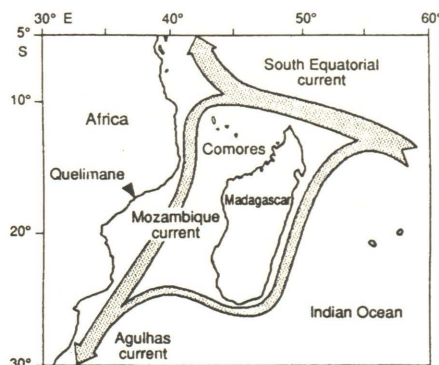 30° E 40° 50° 60°
5°
S
South Equatorial
current
10°
Africa
Comores
Quelimane
Madagascar
Mozambique
current
20°
Indian Ocean
Agulhas
current
30°